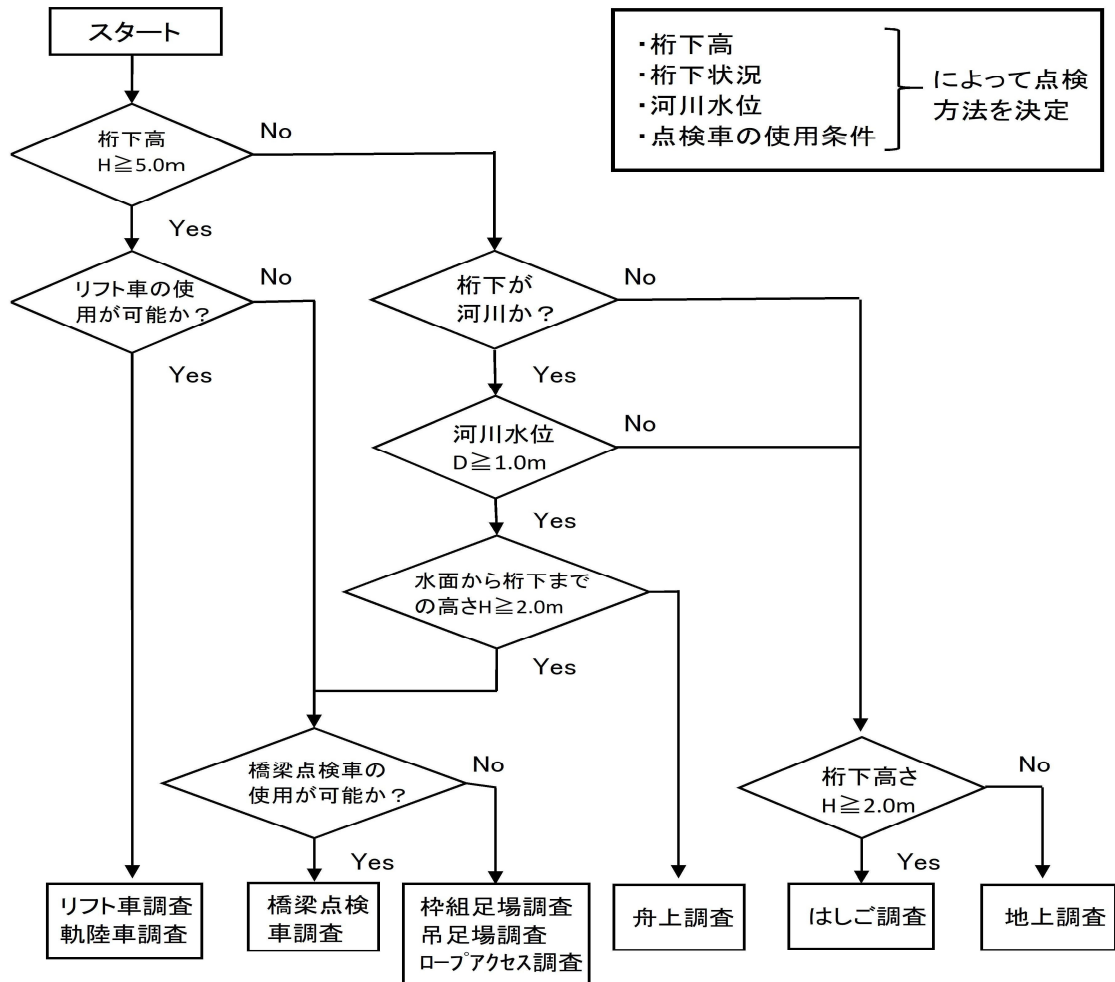 スタート
・桁下高
・桁下状況
・河川水位
・点検車の使用条件
によって点検
方法を決定
桁下高
H≧5.0m
No
Yes
リフト車の使
用が可能か？
No
Yes
桁下が
河川か？
No
Yes
河川水位
D≧1.0m
No
Yes
水面から桁下まで
の高さH≧2.0m
Yes
橋梁点検車の
使用が可能か？
No
Yes
桁下高さ
H≧2.0m
No
Yes
リフト車調査
軌陸車調査
橋梁点検
車調査
枠組足場調査
吊足場調査
ロープアクセス調査
舟上調査
はしご調査
地上調査